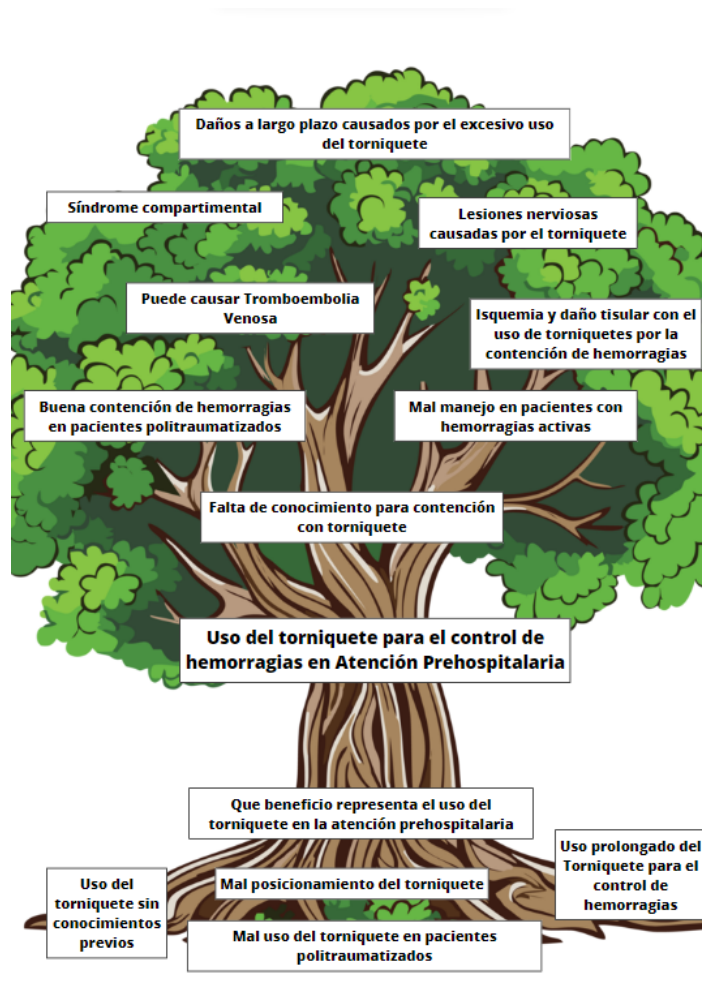 Daños a largo plazo causados por el excesivo uso
del torniquete
Síndrome compartimental
Lesiones nerviosas
causadas por el torniquete
Puede causar Tromboembolia
Venosa
Isquemia y daño tisular con el
uso de torniquetes por la
contención de hemorragias
Buena contención de hemorragias
en pacientes politraumatizados
Mal manejo en pacientes con
hemorragias activas
Falta de conocimiento para contención
con torniquete
Uso del torniquete para el control de
hemorragias en Atención Prehospitalaria
Que beneficio representa el uso del
torniquete en la atención prehospitalaria
Uso prolongado del
Torniquete para el
control de
hemorragias
Uso del
torniquete sin
conocimientos
previos
Mal posicionamiento del torniquete
Mal uso del torniquete en pacientes
politraumatizados